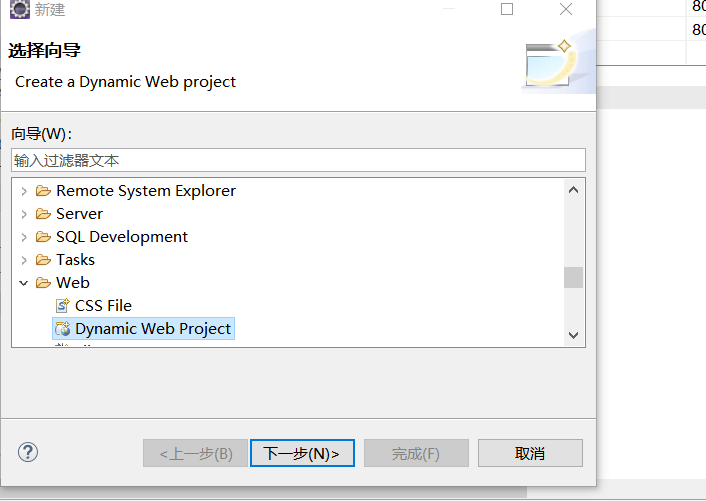 新建
80
80
选择向导
Create a Dynamic Web project
向导(W):
输入过滤器文本
Remote System Explorer
Server
SQL Development
Tasks
Web
CSS File
Dynamic Web Project
<上一步(B)
下一步(N)>
完成(F)
取消